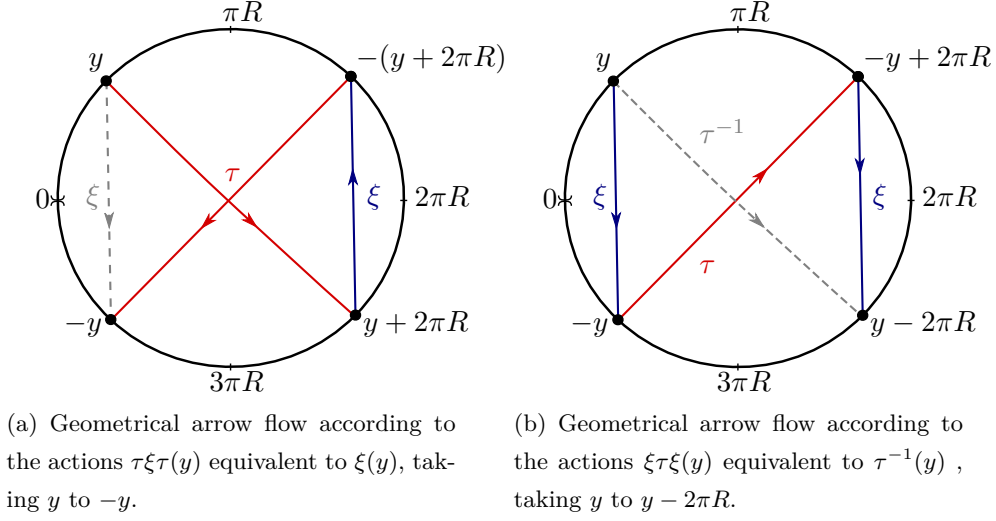 πR
y
-(y + 2πR)
τ
0
ξ
ξ
2πR
-y
y + 2πR
3πR
(a) Geometrical arrow flow according to
the actions τξτ(y) equivalent to ξ(y), tak-
ing y to −y.
πR
y
-y + 2πR
τ⁻¹
0
ξ
ξ
2πR
τ
-y
y − 2πR
3πR
(b) Geometrical arrow flow according to
the actions ξτξ(y) equivalent to τ⁻¹(y) ,
taking y to y − 2πR.